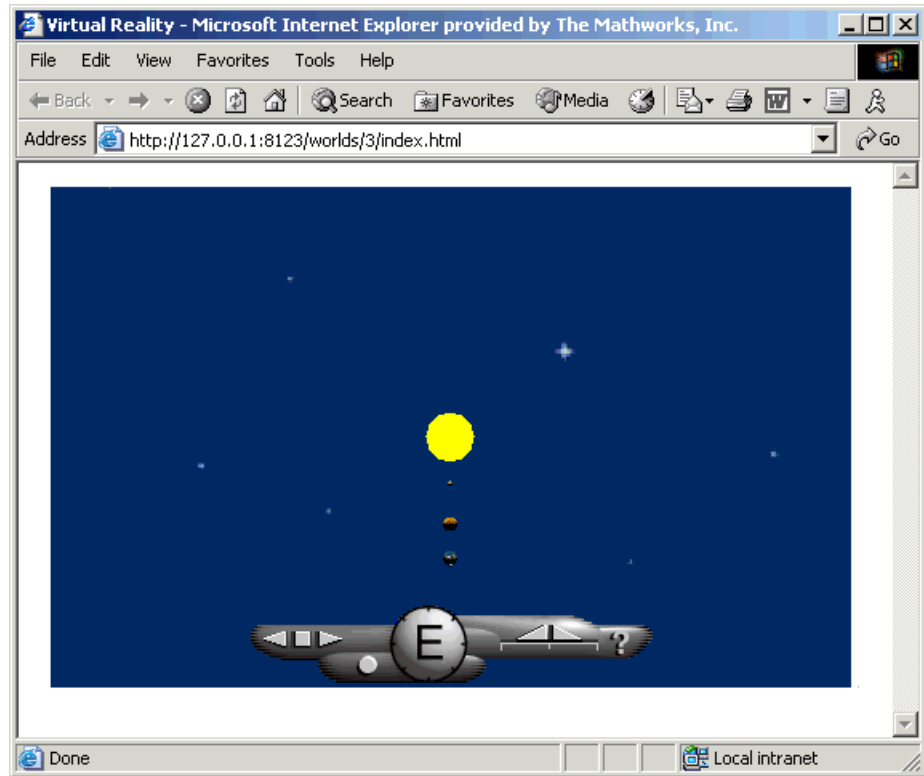 Virtual Reality - Microsoft Internet Explorer provided by The Mathworks, Inc.
File Edit View Favorites Tools Help
Back Search Favorites Media W
Address http://127.0.0.1:8123/worlds/3/index.html Go
E ?
Done Local intranet